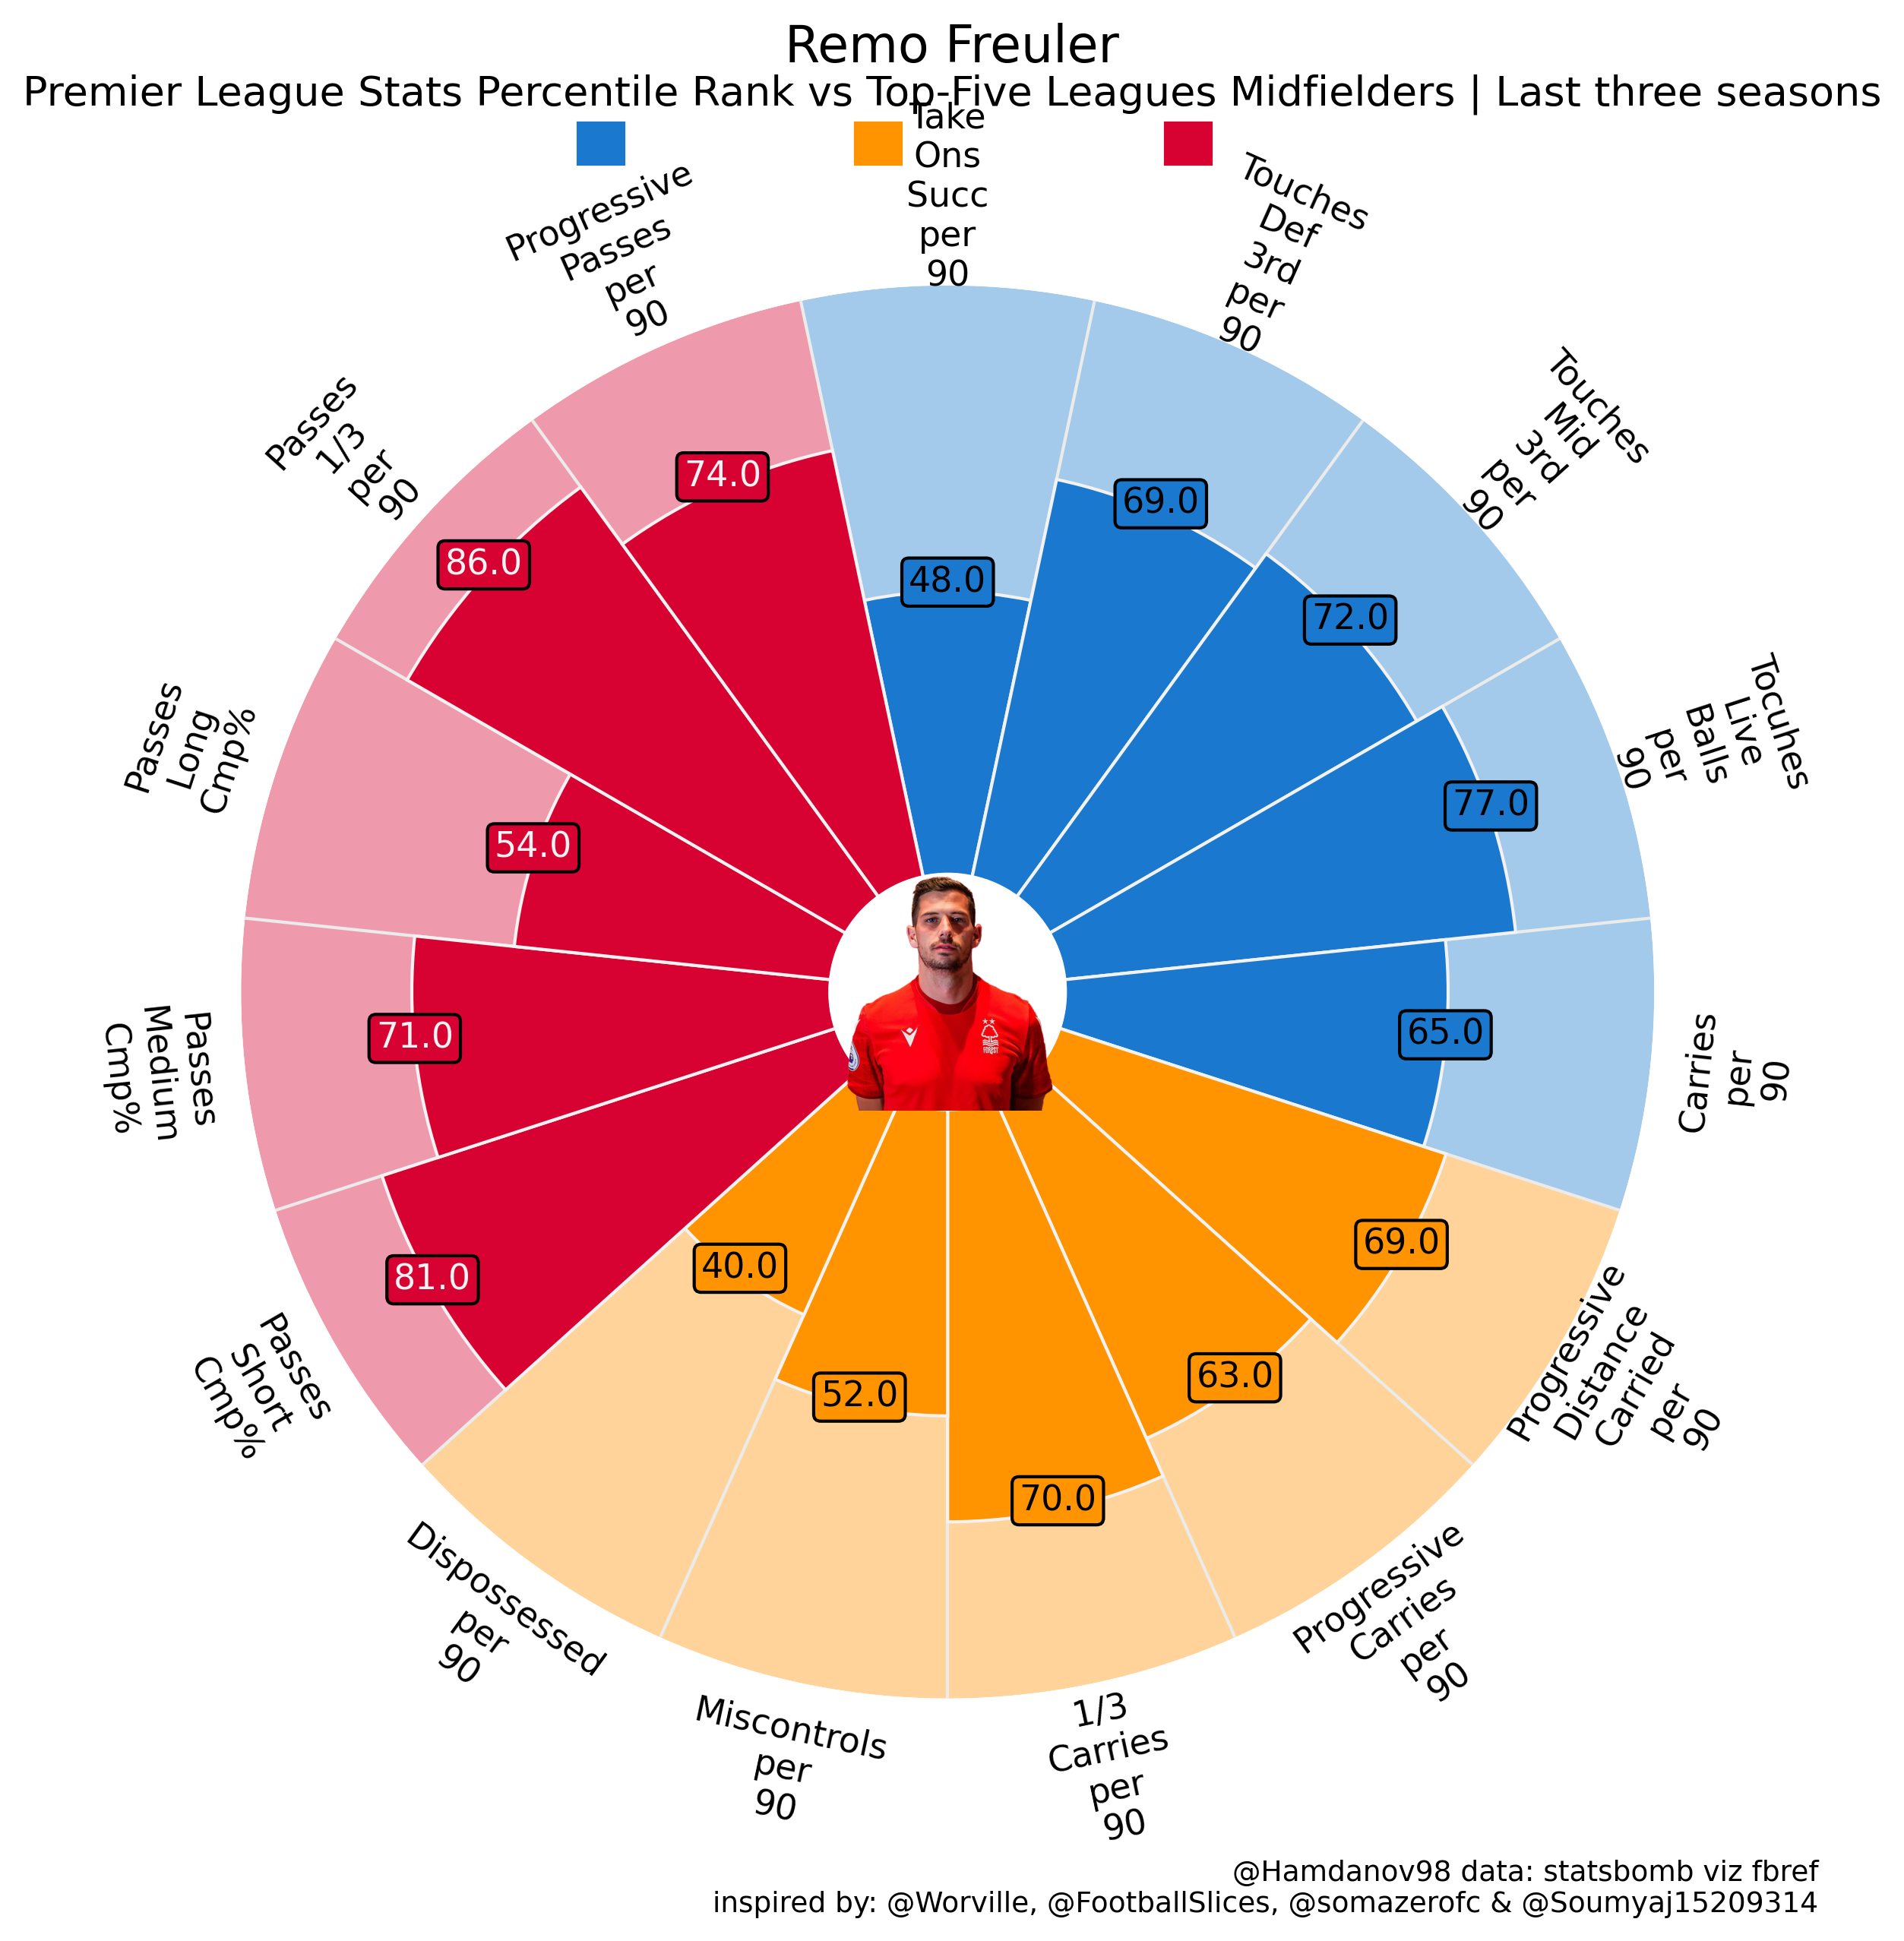 Remo Freuler
Premier League Stats Percentile Rank vs Top-Five Leagues Midfielders | Last three seasons
Take
Ons
Succ
per
90
Touches
Def
3rd
per
90
Touches
Mid
3rd
per
90
Tocuhes
Live
Balls
per
90
Carries
per
90
Progressive
Distance
Carried
per
90
Progressive
Carries
per
90
1/3
Carries
per
90
Miscontrols
per
90
Dispossessed
per
90
Passes
Short
Cmp%
Passes
Medium
Cmp%
Passes
Long
Cmp%
Passes
1/3
per
90
Progressive
Passes
per
90
48.0
69.0
72.0
77.0
65.0
69.0
63.0
70.0
52.0
40.0
81.0
71.0
54.0
86.0
74.0
@Hamdanov98 data: statsbomb viz fbref
inspired by: @Worville, @FootballSlices, @somazerofc & @Soumyaj15209314